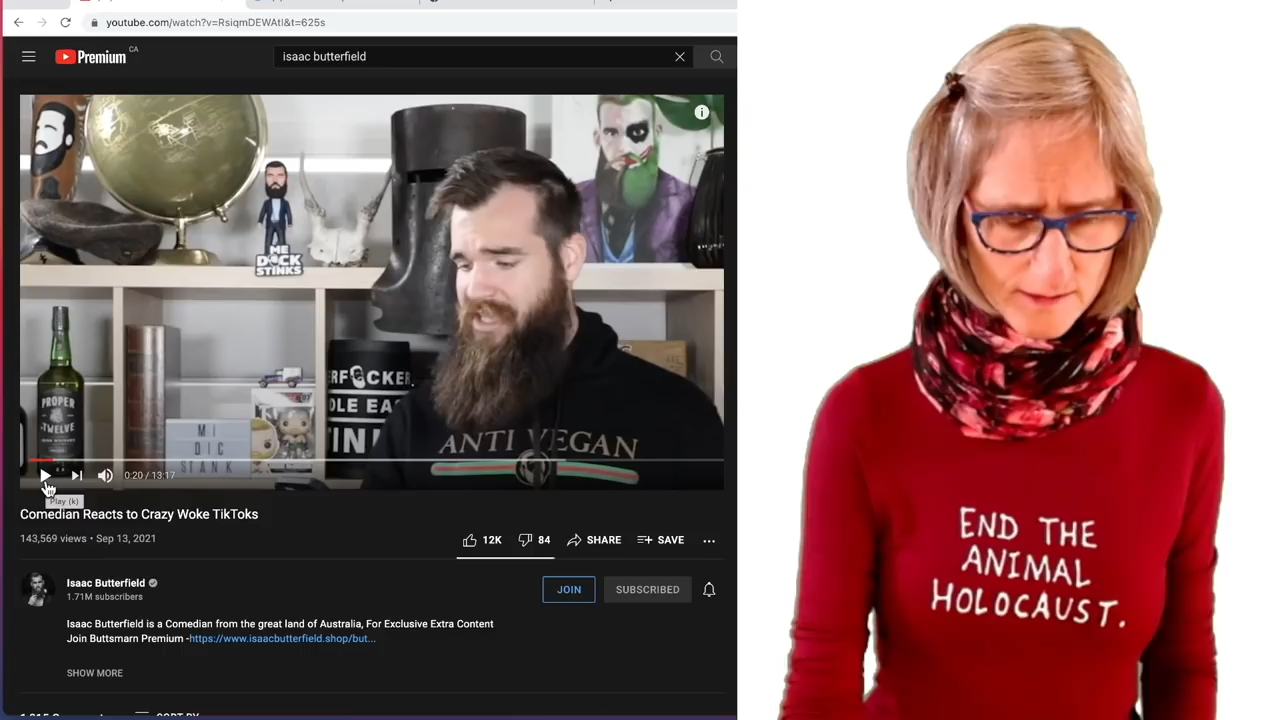 youtube.com/watch?v=RsiqmDEWAtI&t=625s
Premium CA
isaac butterfield
ME
D CK
STINKS
PROPER
TWELVE
MI
DIC
STANK
ANTI VEGAN
0:20 / 13:17
Play (k)
Comedian Reacts to Crazy Woke TikToks
143,569 views • Sep 13, 2021
12K
84
SHARE
SAVE
Isaac Butterfield
1.71M subscribers
JOIN
SUBSCRIBED
Isaac Butterfield is a Comedian from the great land of Australia, For Exclusive Extra Content
Join Buttsmarn Premium -https://www.isaacbutterfield.shop/but...
SHOW MORE
END THE
ANIMAL
HOLOCAUST.